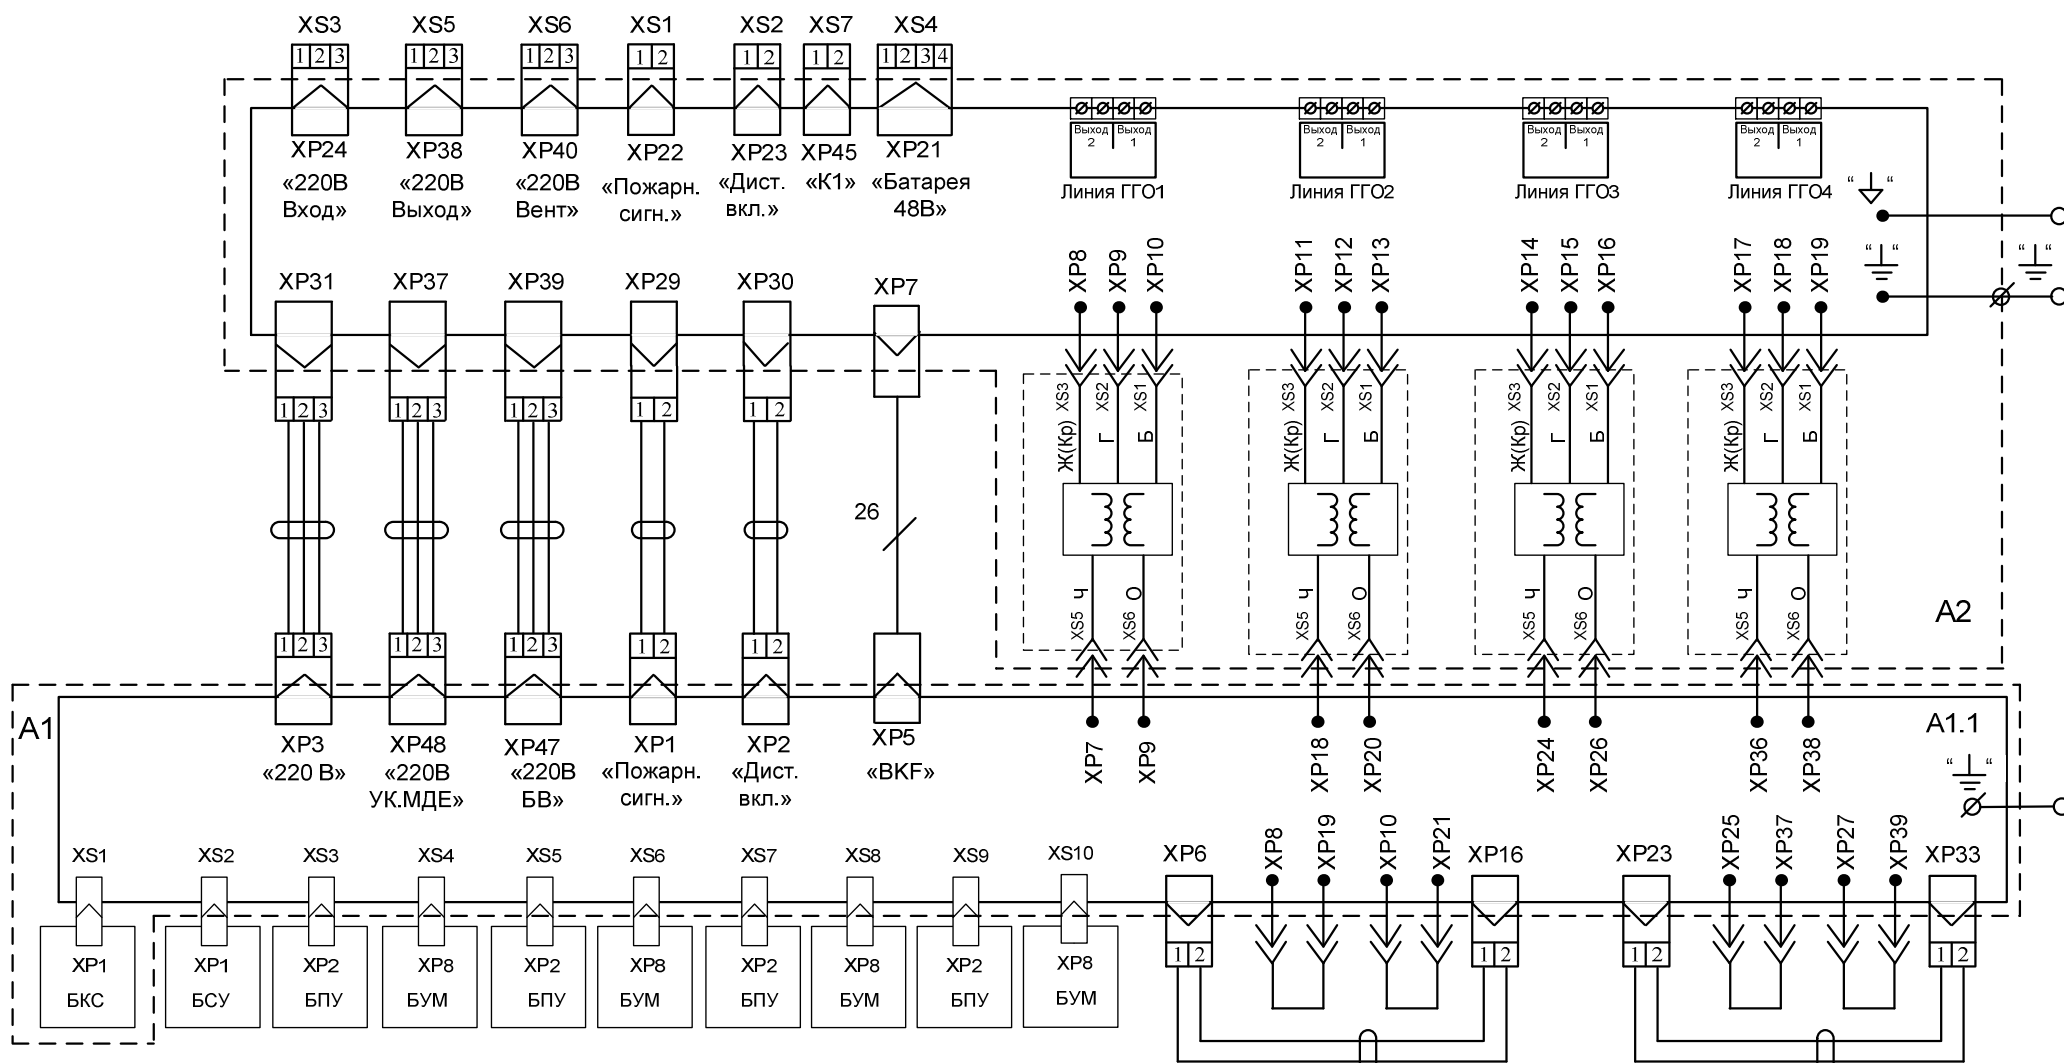 XS3 XS5 XS6 XS1 XS2 XS7 XS4
1 2 3 1 2 3 1 2 3 1 2 1 2 1 2 1 2 3 4
Выход 2 Выход 1 Выход 2 Выход 1 Выход 2 Выход 1 Выход 2 Выход 1
XP24 XP38 XP40 XP22 XP23 XP45 XP21
«220В Вход»
«220В Выход»
«220В Вент»
«Пожарн. сигн.»
«Дист. вкл.»
«К1»
«Батарея 48В»
Линия ГГО1 Линия ГГО2 Линия ГГО3 Линия ГГО4
“ “
“ “
“ “
XP8 XP9 XP10 XP11 XP12 XP13 XP14 XP15 XP16 XP17 XP18 XP19
XP31 XP37 XP39 XP29 XP30 XP7
1 2 3 1 2 3 1 2 3 1 2 1 2
XS3 XS2 XS1 XS3 XS2 XS1 XS3 XS2 XS1 XS3 XS2 XS1
Ж(Кр) Г Б Ж(Кр) Г Б Ж(Кр) Г Б Ж(Кр) Г Б
26
Ч О Ч О Ч О Ч О
XS5 XS6 XS5 XS6 XS5 XS6 XS5 XS6
А2
1 2 3 1 2 3 1 2 3 1 2 1 2
А1
А1.1
XP3 XP48 XP47 XP1 XP2 XP5
«220 В»
«220В УК.МДЕ»
«220В БВ»
«Пожарн. сигн.»
«Дист. вкл.»
«BKF»
XP7 XP9 XP18 XP20 XP24 XP26 XP36 XP38
“ “
XS1 XS2 XS3 XS4 XS5 XS6 XS7 XS8 XS9 XS10
XP6 XP8 XP19 XP10 XP21 XP16 XP23 XP25 XP37 XP27 XP39 XP33
1 2 1 2 1 2 1 2
XP1 XP1 XP2 XP8 XP2 XP8 XP2 XP8 XP2 XP8
БКС БСУ БПУ БУМ БПУ БУМ БПУ БУМ БПУ БУМ